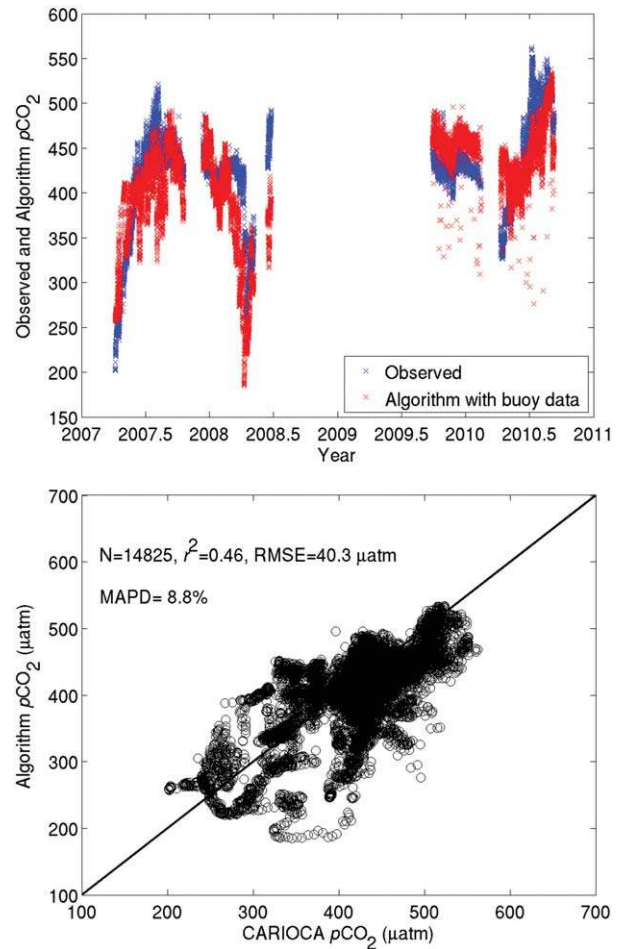 600
550
500
450
400
350
300
250
200
150
Observed and Algorithm pCO2
Observed
Algorithm with buoy data
2007 2007.5 2008 2008.5 2009 2009.5 2010 2010.5 2011
Year
700
600
500
400
300
200
100
Algorithm pCO2 (µatm)
N=14825, r2=0.46, RMSE=40.3 µatm
MAPD= 8.8%
100 200 300 400 500 600 700
CARIOCA pCO2 (µatm)